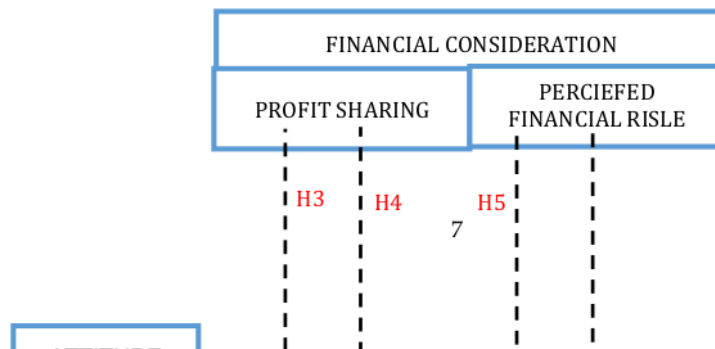 FINANCIAL CONSIDERATION
PROFIT SHARING
PERCIEFED
FINANCIAL RISLE
H3
H4
H5
7